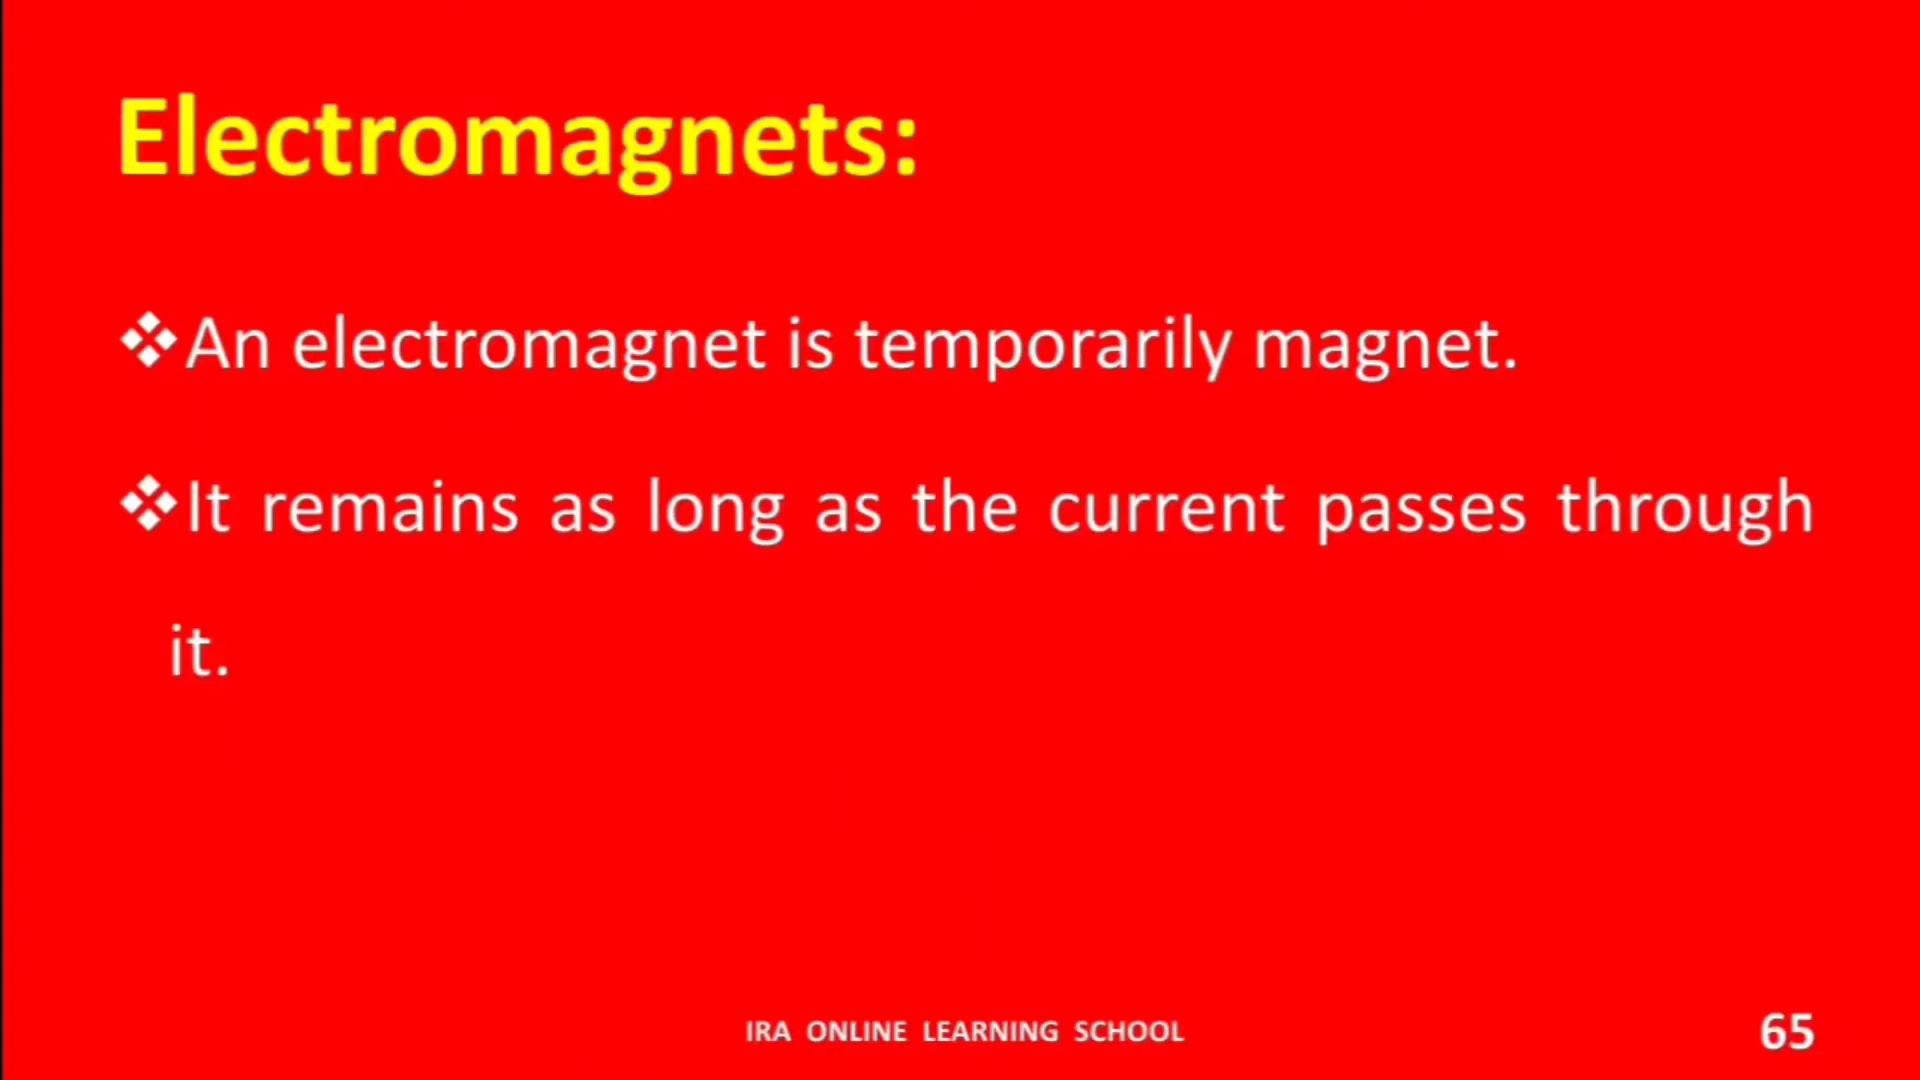 Electromagnets:
❖An electromagnet is temporarily magnet.
❖It remains as long as the current passes through
it.
IRA ONLINE LEARNING SCHOOL
65